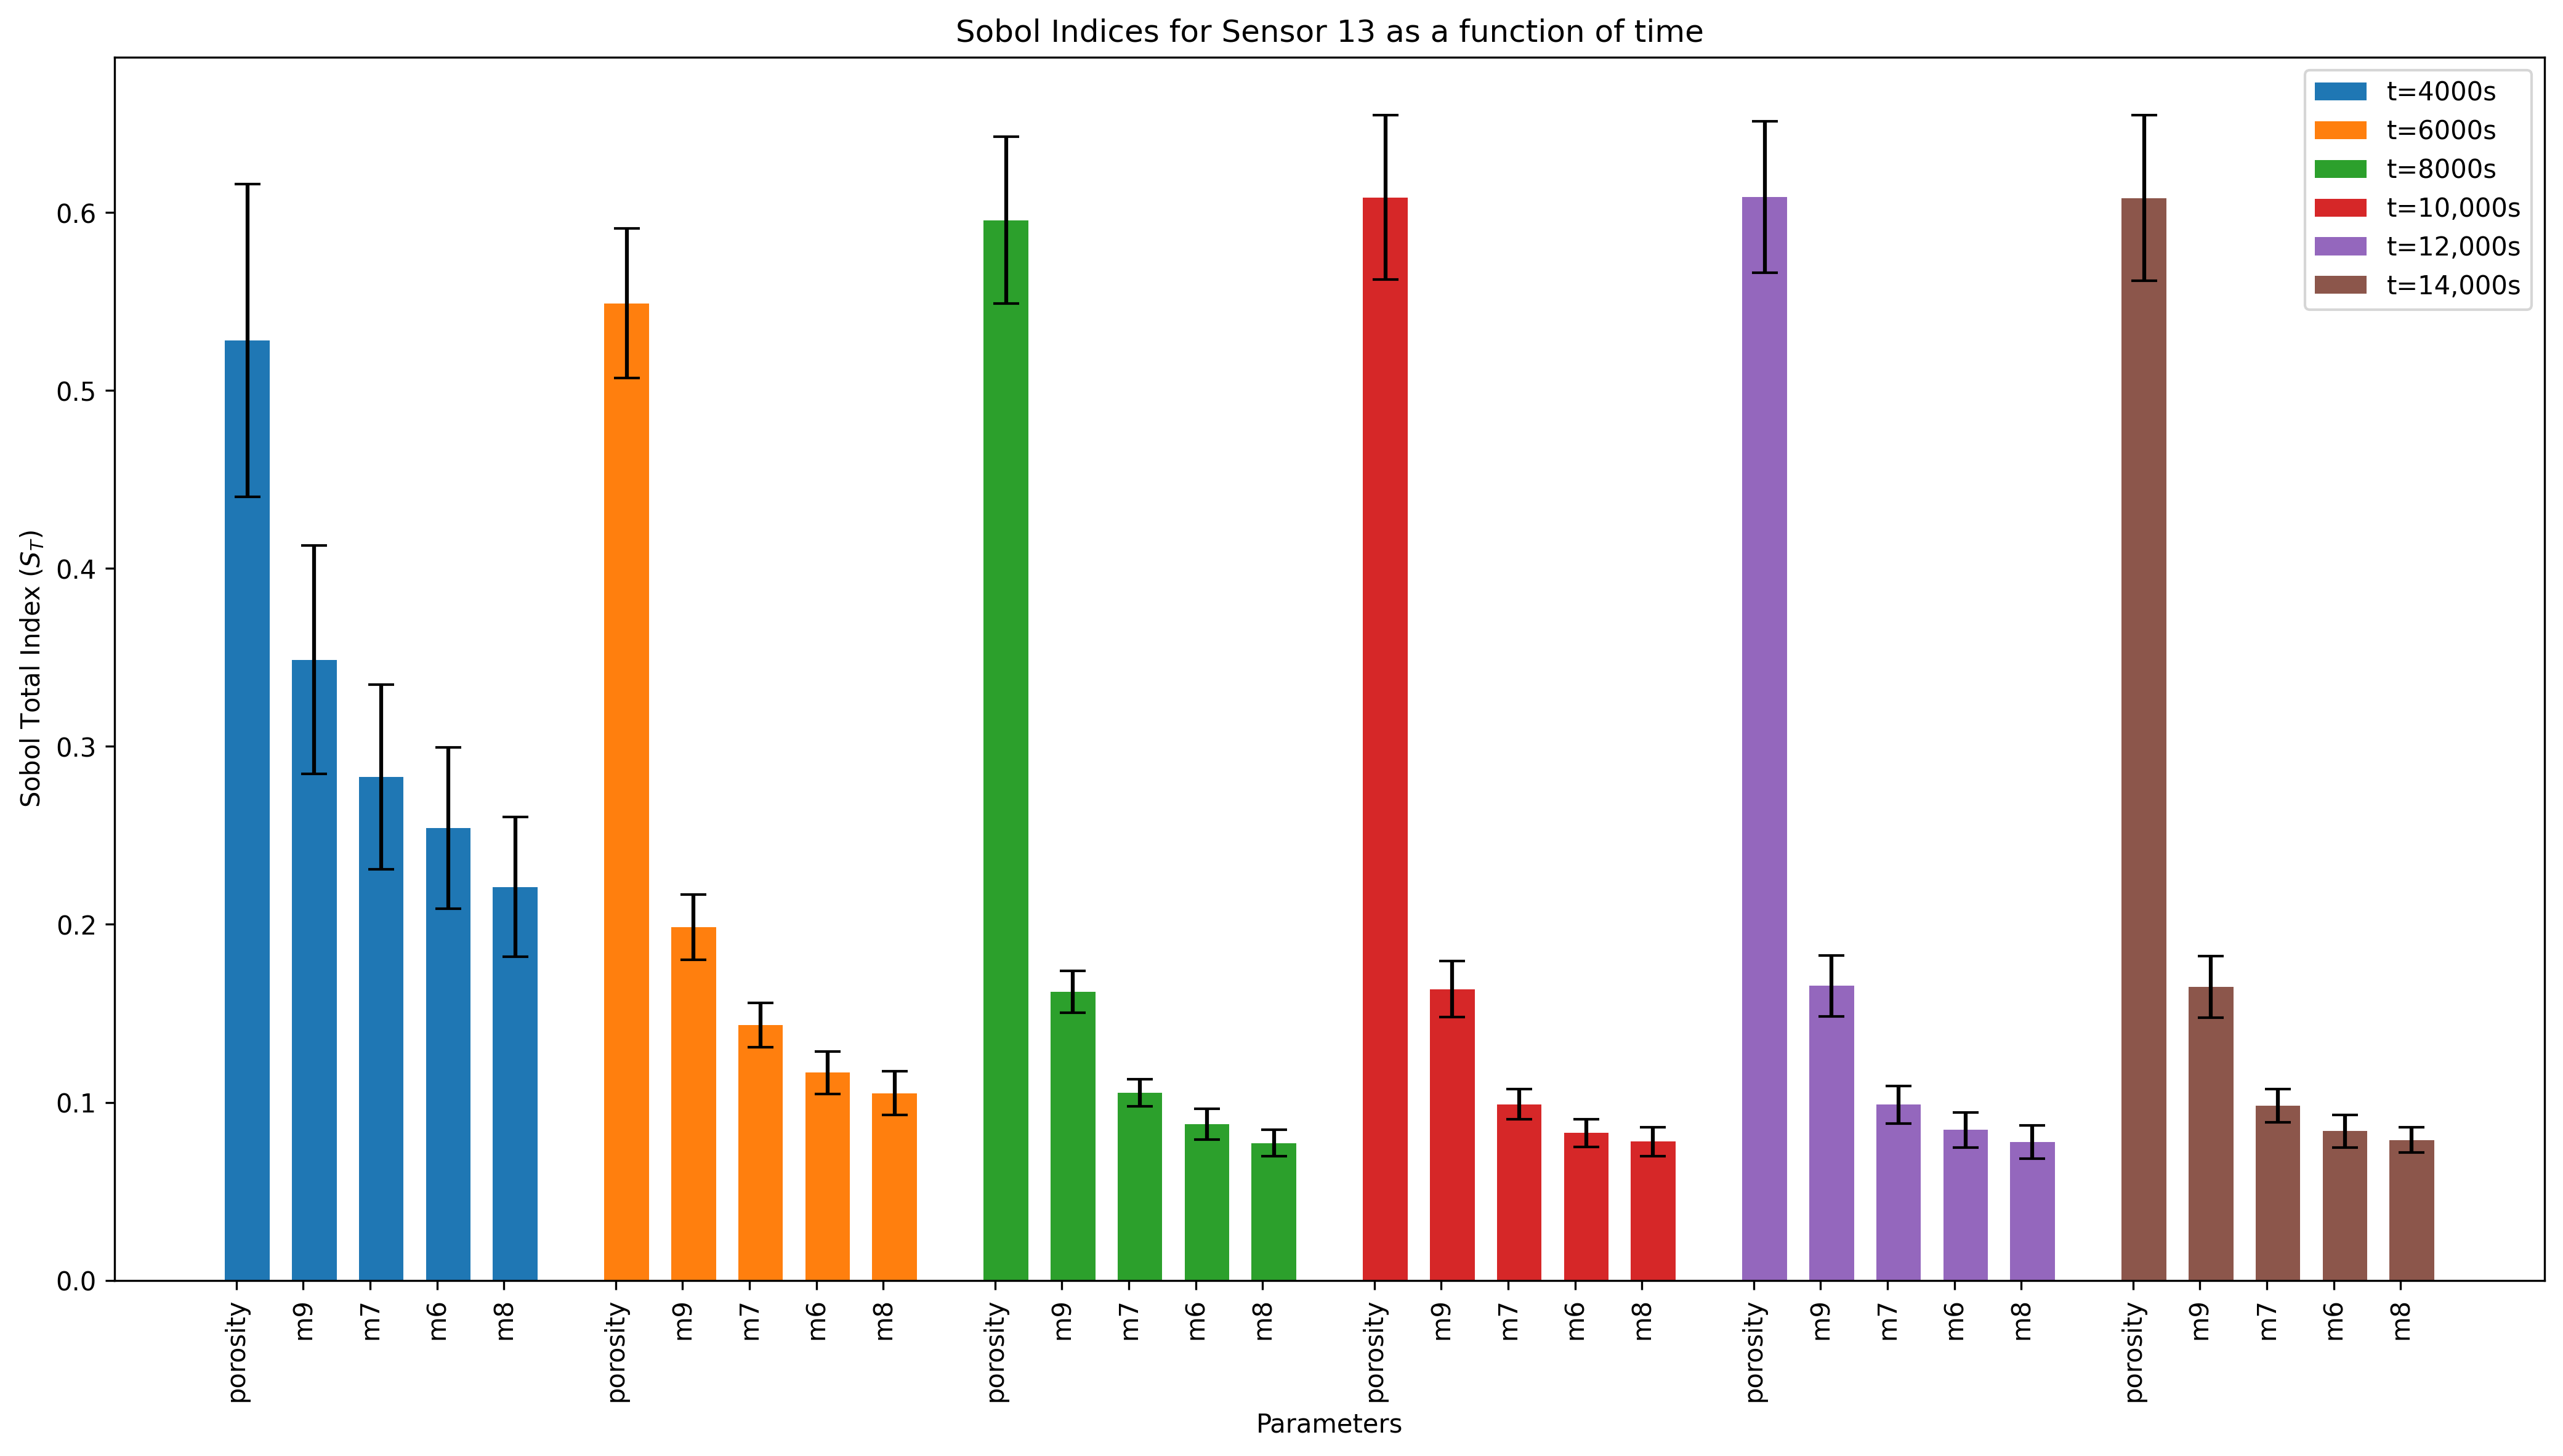 Sobol Indices for Sensor 13 as a function of time
t=4000s
t=6000s
t=8000s
t=10,000s
t=12,000s
t=14,000s
Sobol Total Index (S_T)
0.6
0.5
0.4
0.3
0.2
0.1
0.0
porosity m9 m7 m6 m8 porosity m9 m7 m6 m8 porosity m9 m7 m6 m8 porosity m9 m7 m6 m8 porosity m9 m7 m6 m8 porosity m9 m7 m6 m8
Parameters